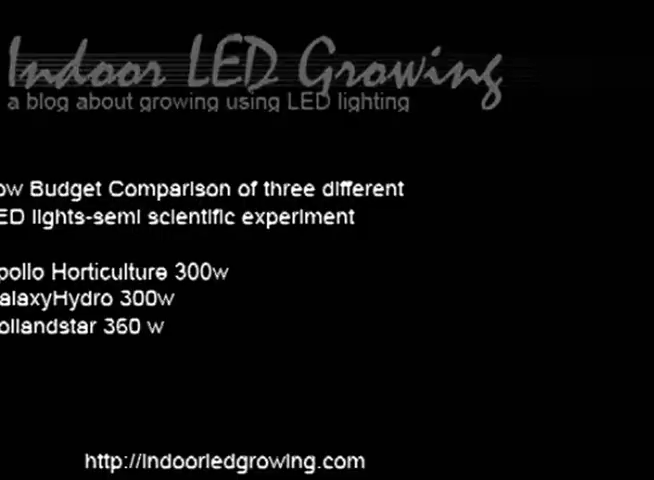 Indoor LED Growing
a blog about growing using LED lighting
ow Budget Comparison of three different
ED lights-semi scientific experiment
pollo Horticulture 300w
alaxyHydro 300w
ollandstar 360 w
http://indoorledgrowing.com